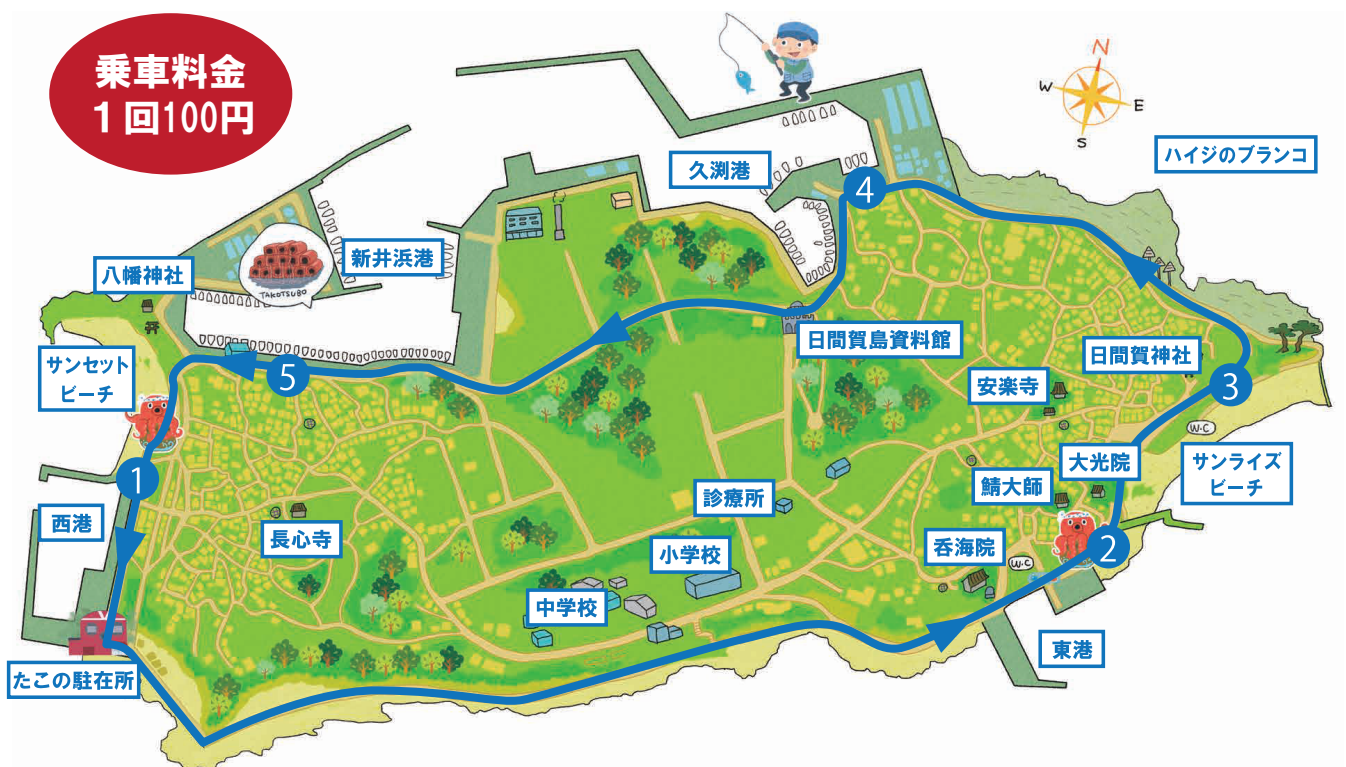 乗車料金
1回100円
N
W
E
S
ハイジのブランコ
久渕港
4
新井浜港
八幡神社
TAKOTSUBO
日間賀島資料館
日間賀神社
サンセット
ビーチ
5
安楽寺
3
W.C
大光院
サンライズ
ビーチ
1
鯖大師
診療所
西港
長心寺
呑海院
2
小学校
W.C
中学校
東港
たこの駐在所